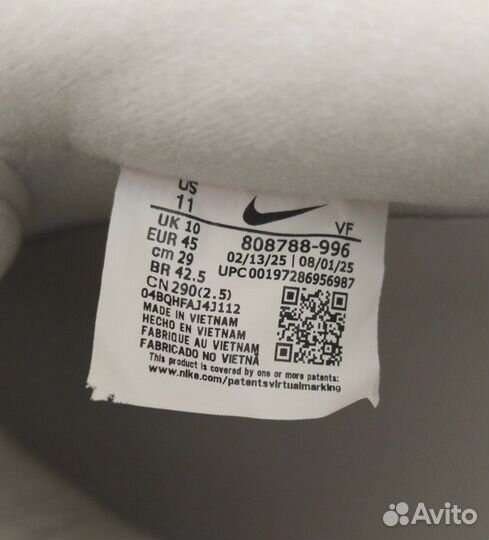 US
11
VF
UK 10
808788-996
EUR 45
02/13/25 | 08/01/25
cm 29
UPC00197286956987
BR 42.5
CN 290(2.5)
04BQHFAJ4J112
MADE IN VIETNAM
HECHO EN VIETNAM
FABRIQUE AU VIETNAM
FABRICADO NO VIETNÃ
This product is covered by one or more patents:
www.nike.com/patentsvirtualmarking
Avito